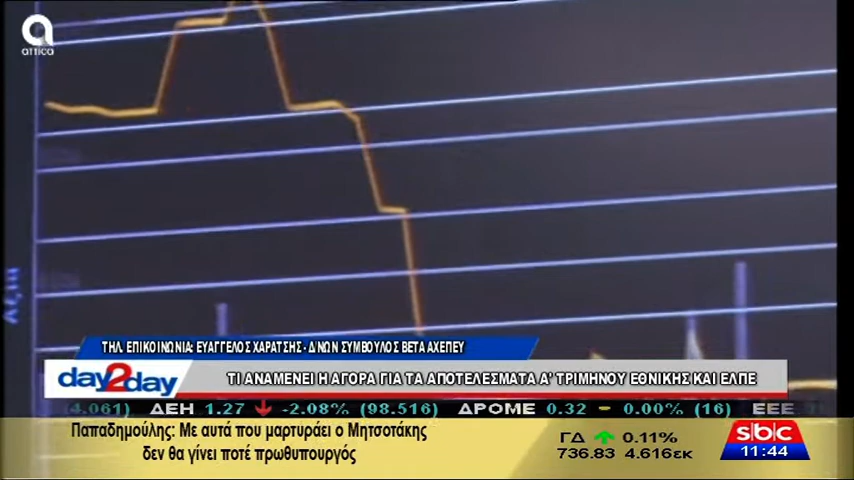 attica
Αξία
ΤΗΛ. ΕΠΙΚΟΙΝΩΝΙΑ: ΕΥΑΓΓΕΛΟΣ ΧΑΡΑΤΣΗΣ - Δ/ΝΩΝ ΣΥΜΒΟΥΛΟΣ ΒΕΤΑ ΑΧΕΠΕΥ
day2day
ΤΙ ΑΝΑΜΕΝΕΙ Η ΑΓΟΡΑ ΓΙΑ ΤΑ ΑΠΟΤΕΛΕΣΜΑΤΑ Α' ΤΡΙΜΗΝΟΥ ΕΘΝΙΚΗΣ ΚΑΙ ΕΛΠΕ
4.061) ΔΕΗ 1.27 -2.08% (98.516) ΔΡΟΜΕ 0.32 0.00% (16) ΕΕΕ
Παπαδημούλης: Με αυτά που μαρτυράει ο Μητσοτάκης
δεν θα γίνει ποτέ πρωθυπουργός
ΓΔ 0.11%
736.83 4.616εκ
sbc
11:44